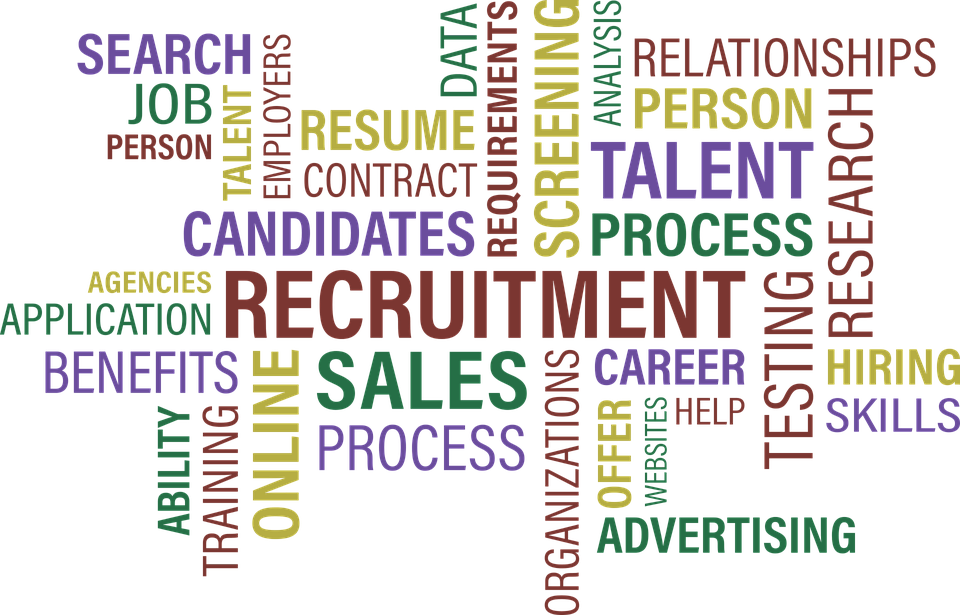 SEARCH
JOB
PERSON
TALENT
EMPLOYERS
RESUME
CONTRACT
CANDIDATES
DATA
REQUIREMENTS
SCREENING
ANALYSIS
RELATIONSHIPS
PERSON
TALENT
PROCESS
RESEARCH
AGENCIES
APPLICATION
RECRUITMENT
TESTING
BENEFITS
ABILITY
TRAINING
ONLINE
SALES
PROCESS
ORGANIZATIONS
CAREER
OFFER
WEBSITES
HELP
HIRING
SKILLS
ADVERTISING